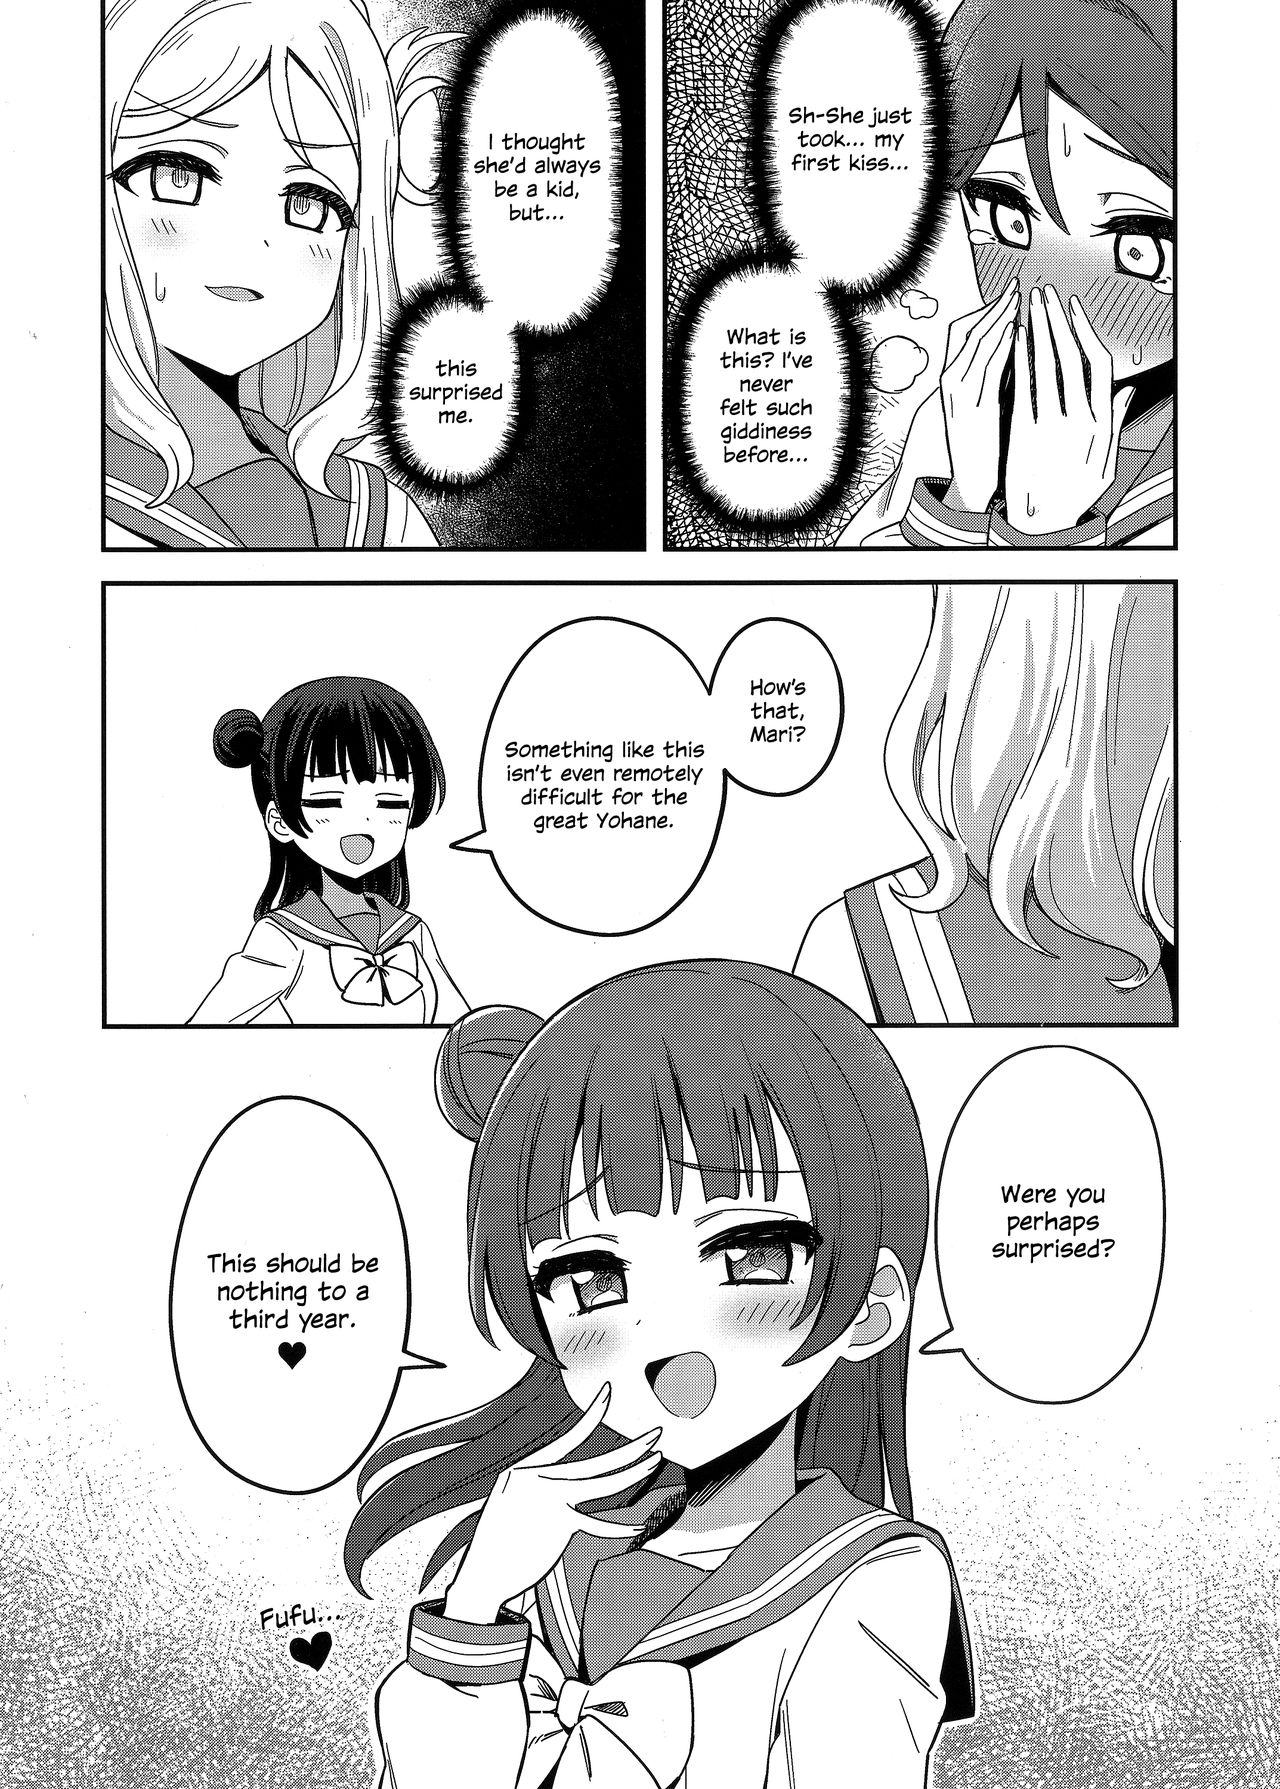 Sh-She just
took... my
first kiss...
What is
this? I've
never
felt such
giddiness
before...
I thought
she'd always
be a kid,
but...
this
surprised
me.
How's
that,
Mari?
Something like this
isn't even remotely
difficult for the
great Yohane.
Were you
perhaps
surprised?
This should be
nothing to a
third year.
♥
Fufu...
♥